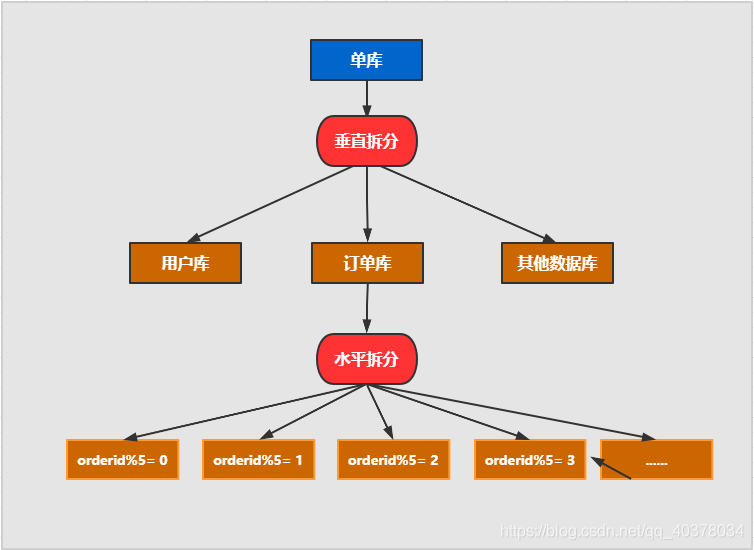 单库
垂直拆分
用户库
订单库
其他数据库
水平拆分
orderid%5= 0
orderid%5= 1
orderid%5= 2
orderid%5= 3
......
https://blog.csdn.net/qq_40378034